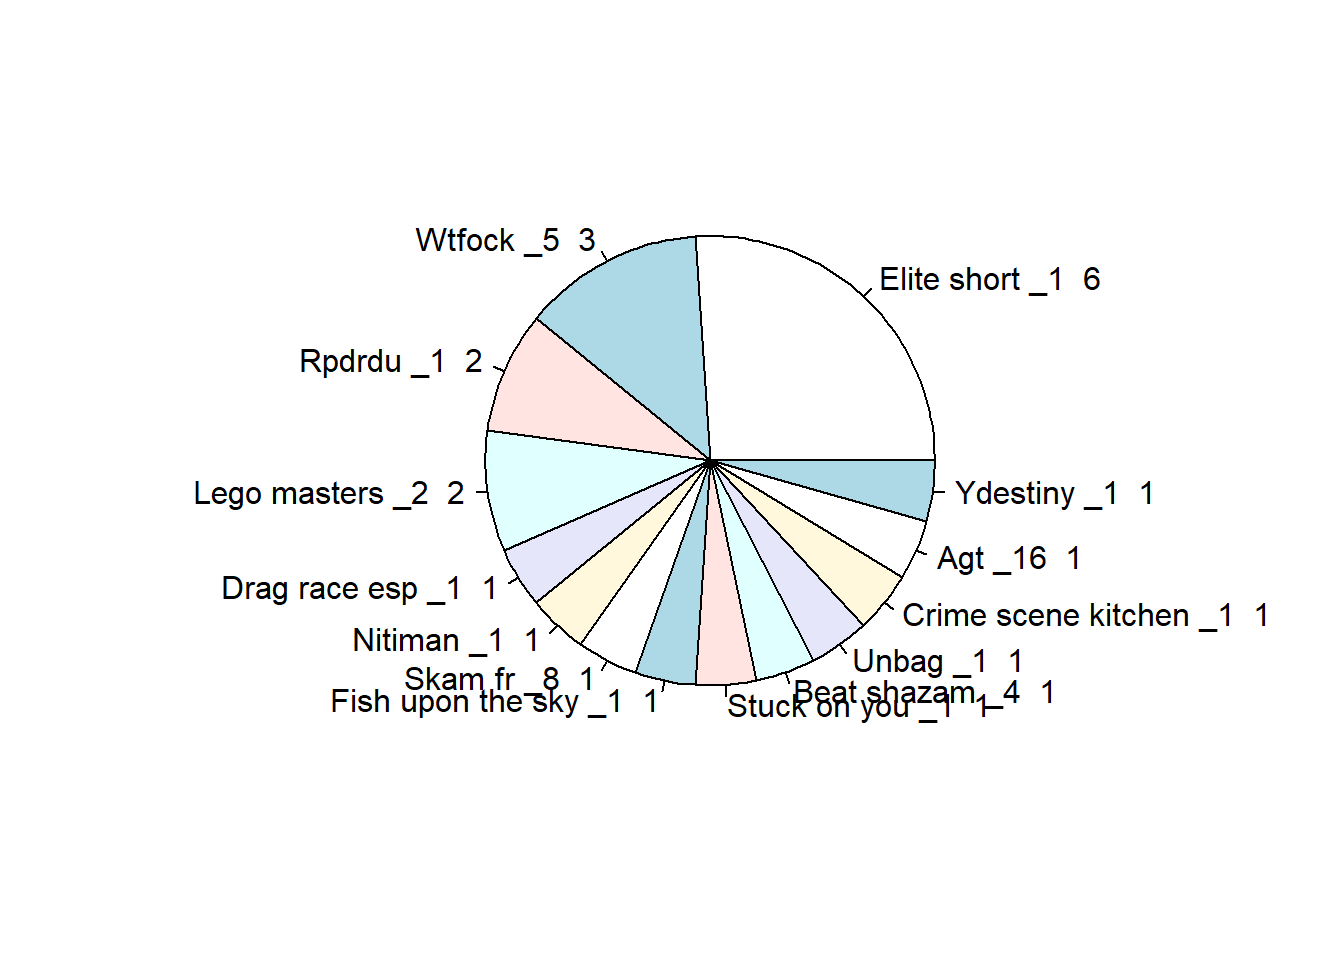 Wtfock _5  3
Elite short _1  6
Rpdrdu _1  2
Lego masters _2  2
Ydestiny _1  1
Agt _16  1
Drag race esp _1  1
Crime scene kitchen _1  1
Nitiman _1  1
Unbag _1  1
Skam fr _8  1
Beat shazam _4  1
Fish upon the sky _1  1
Stuck on you _1  1